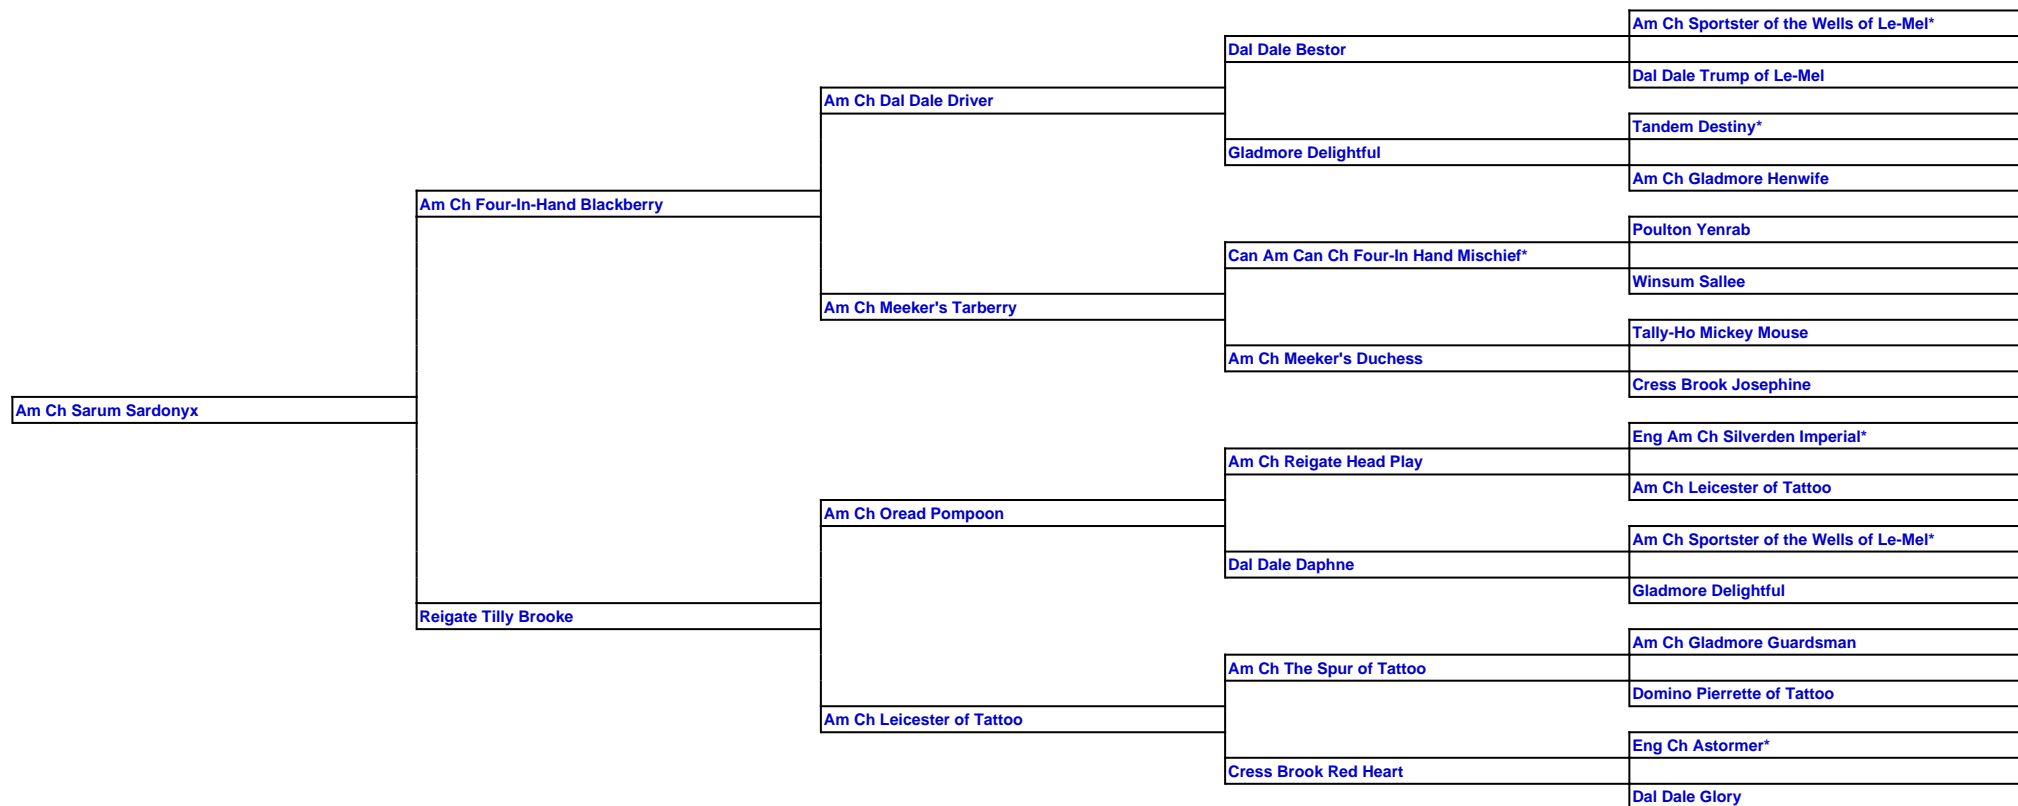 Am Ch Sportster of the Wells of Le-Mel*
Dal Dale Bestor
Dal Dale Trump of Le-Mel
Am Ch Dal Dale Driver
Tandem Destiny*
Gladmore Delightful
Am Ch Gladmore Henwife
Am Ch Four-In-Hand Blackberry
Poulton Yenrab
Can Am Can Ch Four-In Hand Mischief*
Winsum Sallee
Am Ch Meeker's Tarberry
Tally-Ho Mickey Mouse
Am Ch Meeker's Duchess
Cress Brook Josephine
Am Ch Sarum Sardonyx
Eng Am Ch Silverden Imperial*
Am Ch Reigate Head Play
Am Ch Leicester of Tattoo
Am Ch Oread Pompoon
Am Ch Sportster of the Wells of Le-Mel*
Dal Dale Daphne
Gladmore Delightful
Reigate Tilly Brooke
Am Ch Gladmore Guardsman
Am Ch The Spur of Tattoo
Domino Pierrette of Tattoo
Am Ch Leicester of Tattoo
Eng Ch Astormer*
Cress Brook Red Heart
Dal Dale Glory